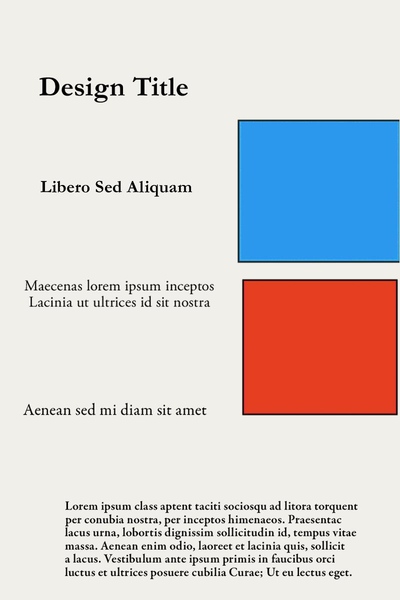 Design Title
Libero Sed Aliquam
Maecenas lorem ipsum inceptos
Lacinia ut ultrices id sit nostra
Aenean sed mi diam sit amet
Lorem ipsum class aptent taciti sociosqu ad litora torquent
per conubia nostra, per inceptos himenaeos. Praesentac
lacus urna, lobortis dignissim sollicitudin id, tempus vitae
massa. Aenean enim odio, laoreet et lacinia quis, sollicit
a lacus. Vestibulum ante ipsum primis in faucibus orci
luctus et ultrices posuere cubilia Curae; Ut eu lectus eget.